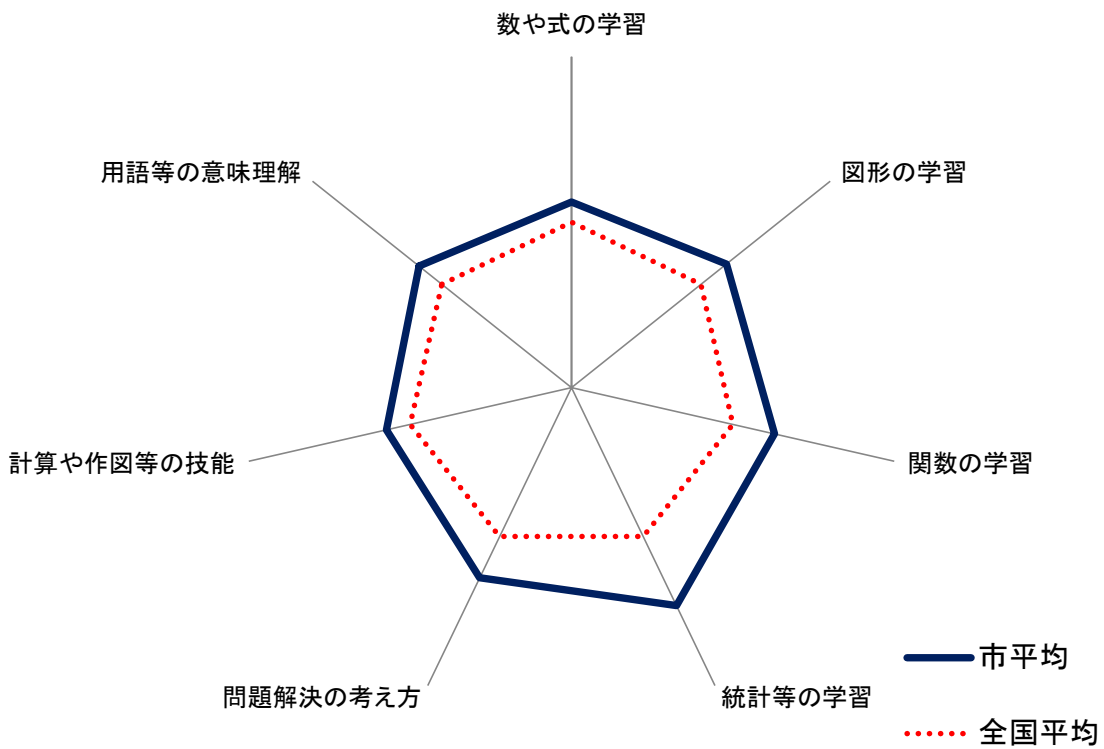 数や式の学習
用語等の意味理解
図形の学習
計算や作図等の技能
関数の学習
問題解決の考え方
統計等の学習
市平均
全国平均